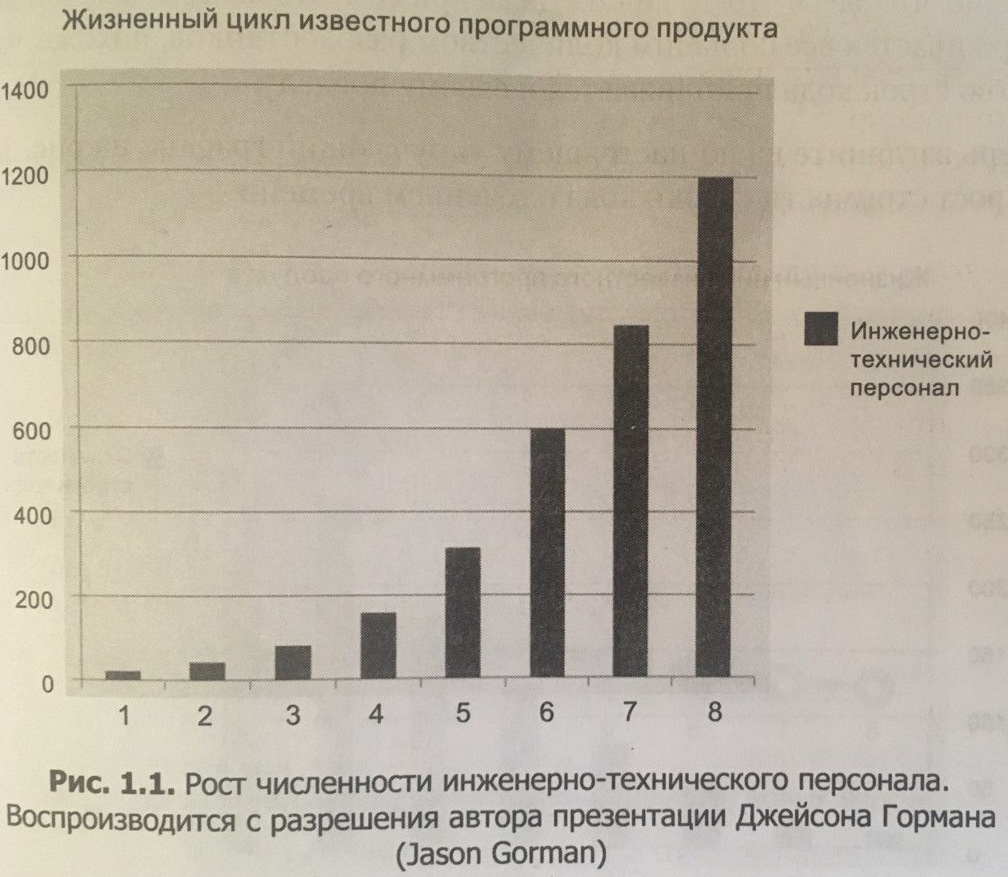 Жизненный цикл известного программного продукта
1400
1200
1000
800
600
400
200
0
1 2 3 4 5 6 7 8
Инженерно-
технический
персонал
Рис. 1.1. Рост численности инженерно-технического персонала.
Воспроизводится с разрешения автора презентации Джейсона Гормана
(Jason Gorman)